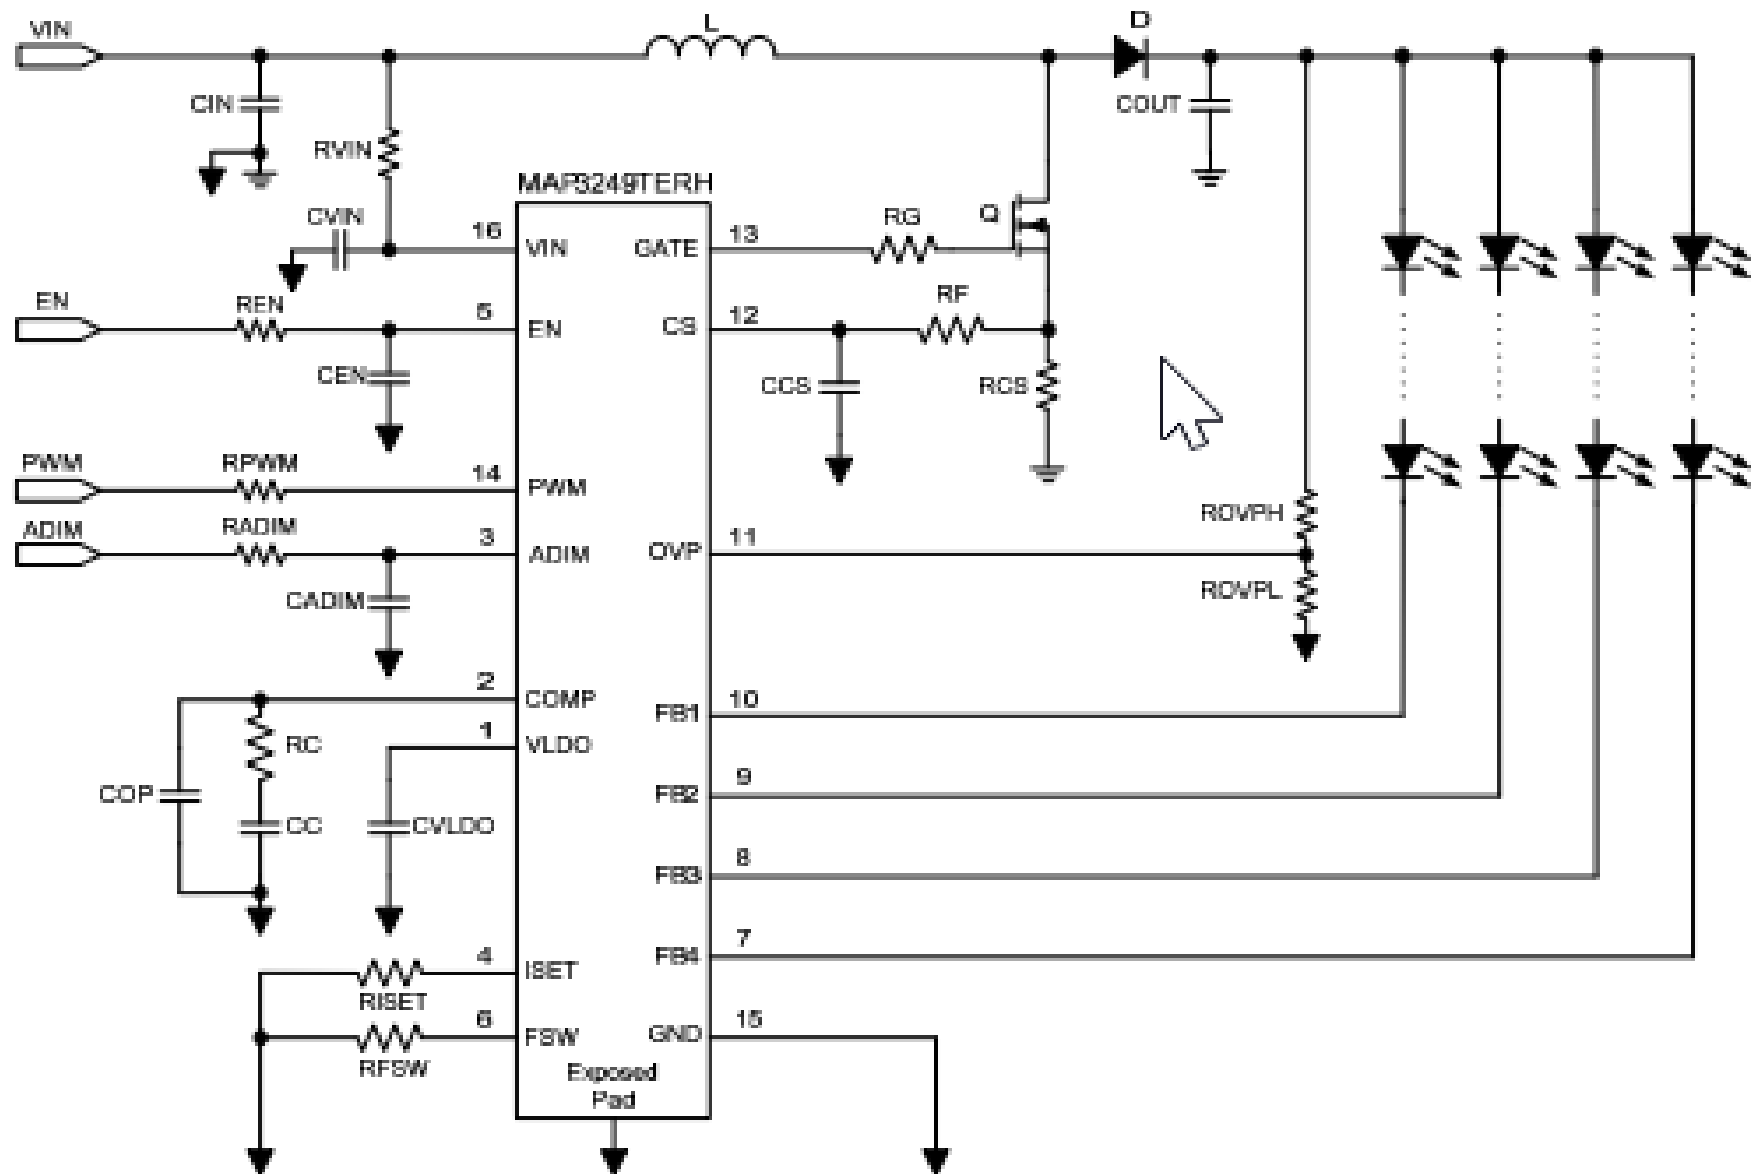 VIN
L
D
CIN
COUT
RVIN
MAP3249TERH
CVIN
16
VIN
GATE
13
RG
Q
EN
REN
5
EN
CS
12
RF
CEN
CCS
RCS
PWM
RPWM
14
PWM
ADIM
RADIM
3
ADIM
OVP
11
ROVPH
CADIM
ROVPL
2
COMP
FB1
10
RC
1
VLDO
COP
FB2
9
CC
CVLDO
FB3
8
4
ISET
FB4
7
RISET
6
FSW
GND
15
RFSW
Exposed
Pad